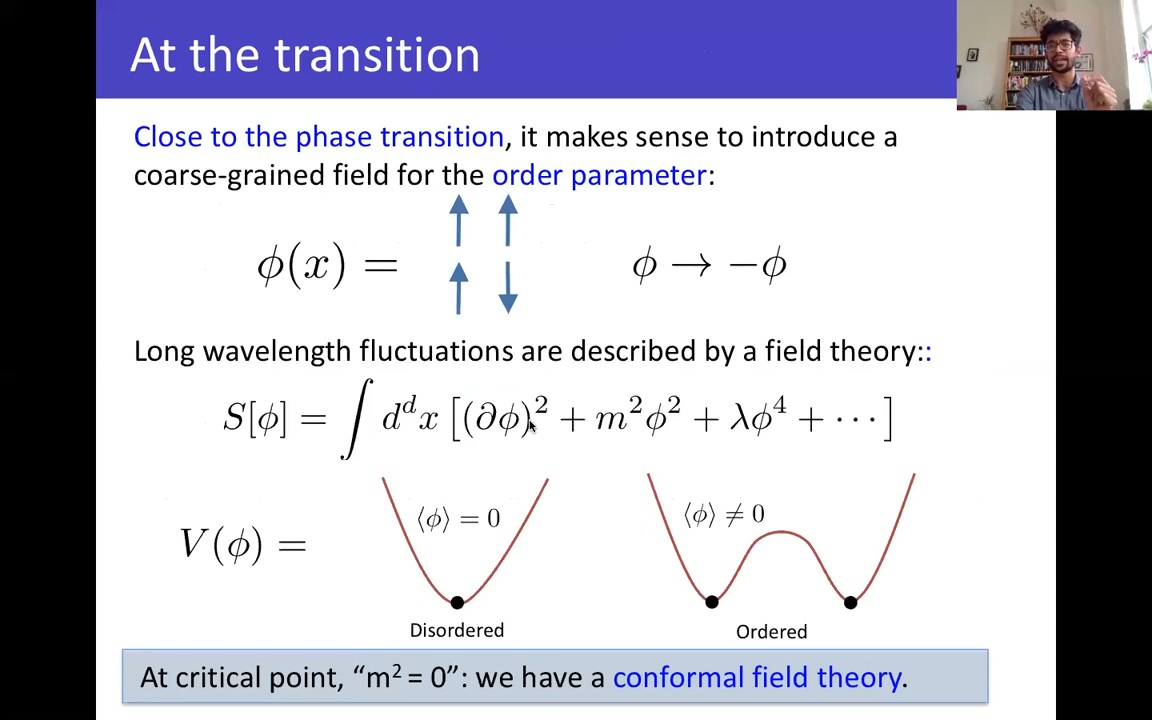 At the transition
Close to the phase transition, it makes sense to introduce a
coarse-grained field for the order parameter:
ϕ(x) =
ϕ → −ϕ
Long wavelength fluctuations are described by a field theory::
S[ϕ] = ∫ dᵈx [(∂ϕ)² + m²ϕ² + λϕ⁴ + ⋯]
V(ϕ) =
⟨ϕ⟩ = 0
⟨ϕ⟩ ≠ 0
Disordered
Ordered
At critical point, “m² = 0”: we have a conformal field theory.